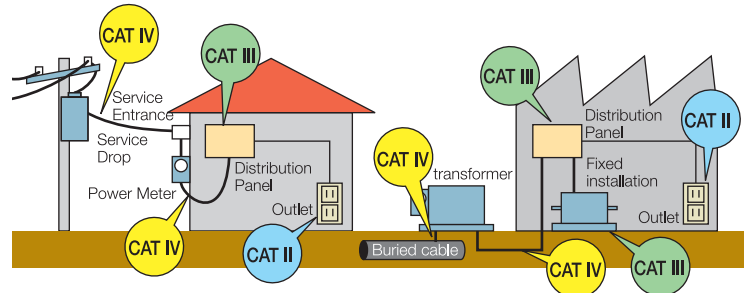 CAT IV
CAT III
Service
Entrance
Service
Drop
Power Meter
Distribution
Panel
Outlet
CAT IV
CAT II
CAT IV
transformer
Buried cable
CAT IV
CAT III
Distribution
Panel
CAT II
Fixed
installation
Outlet
CAT III